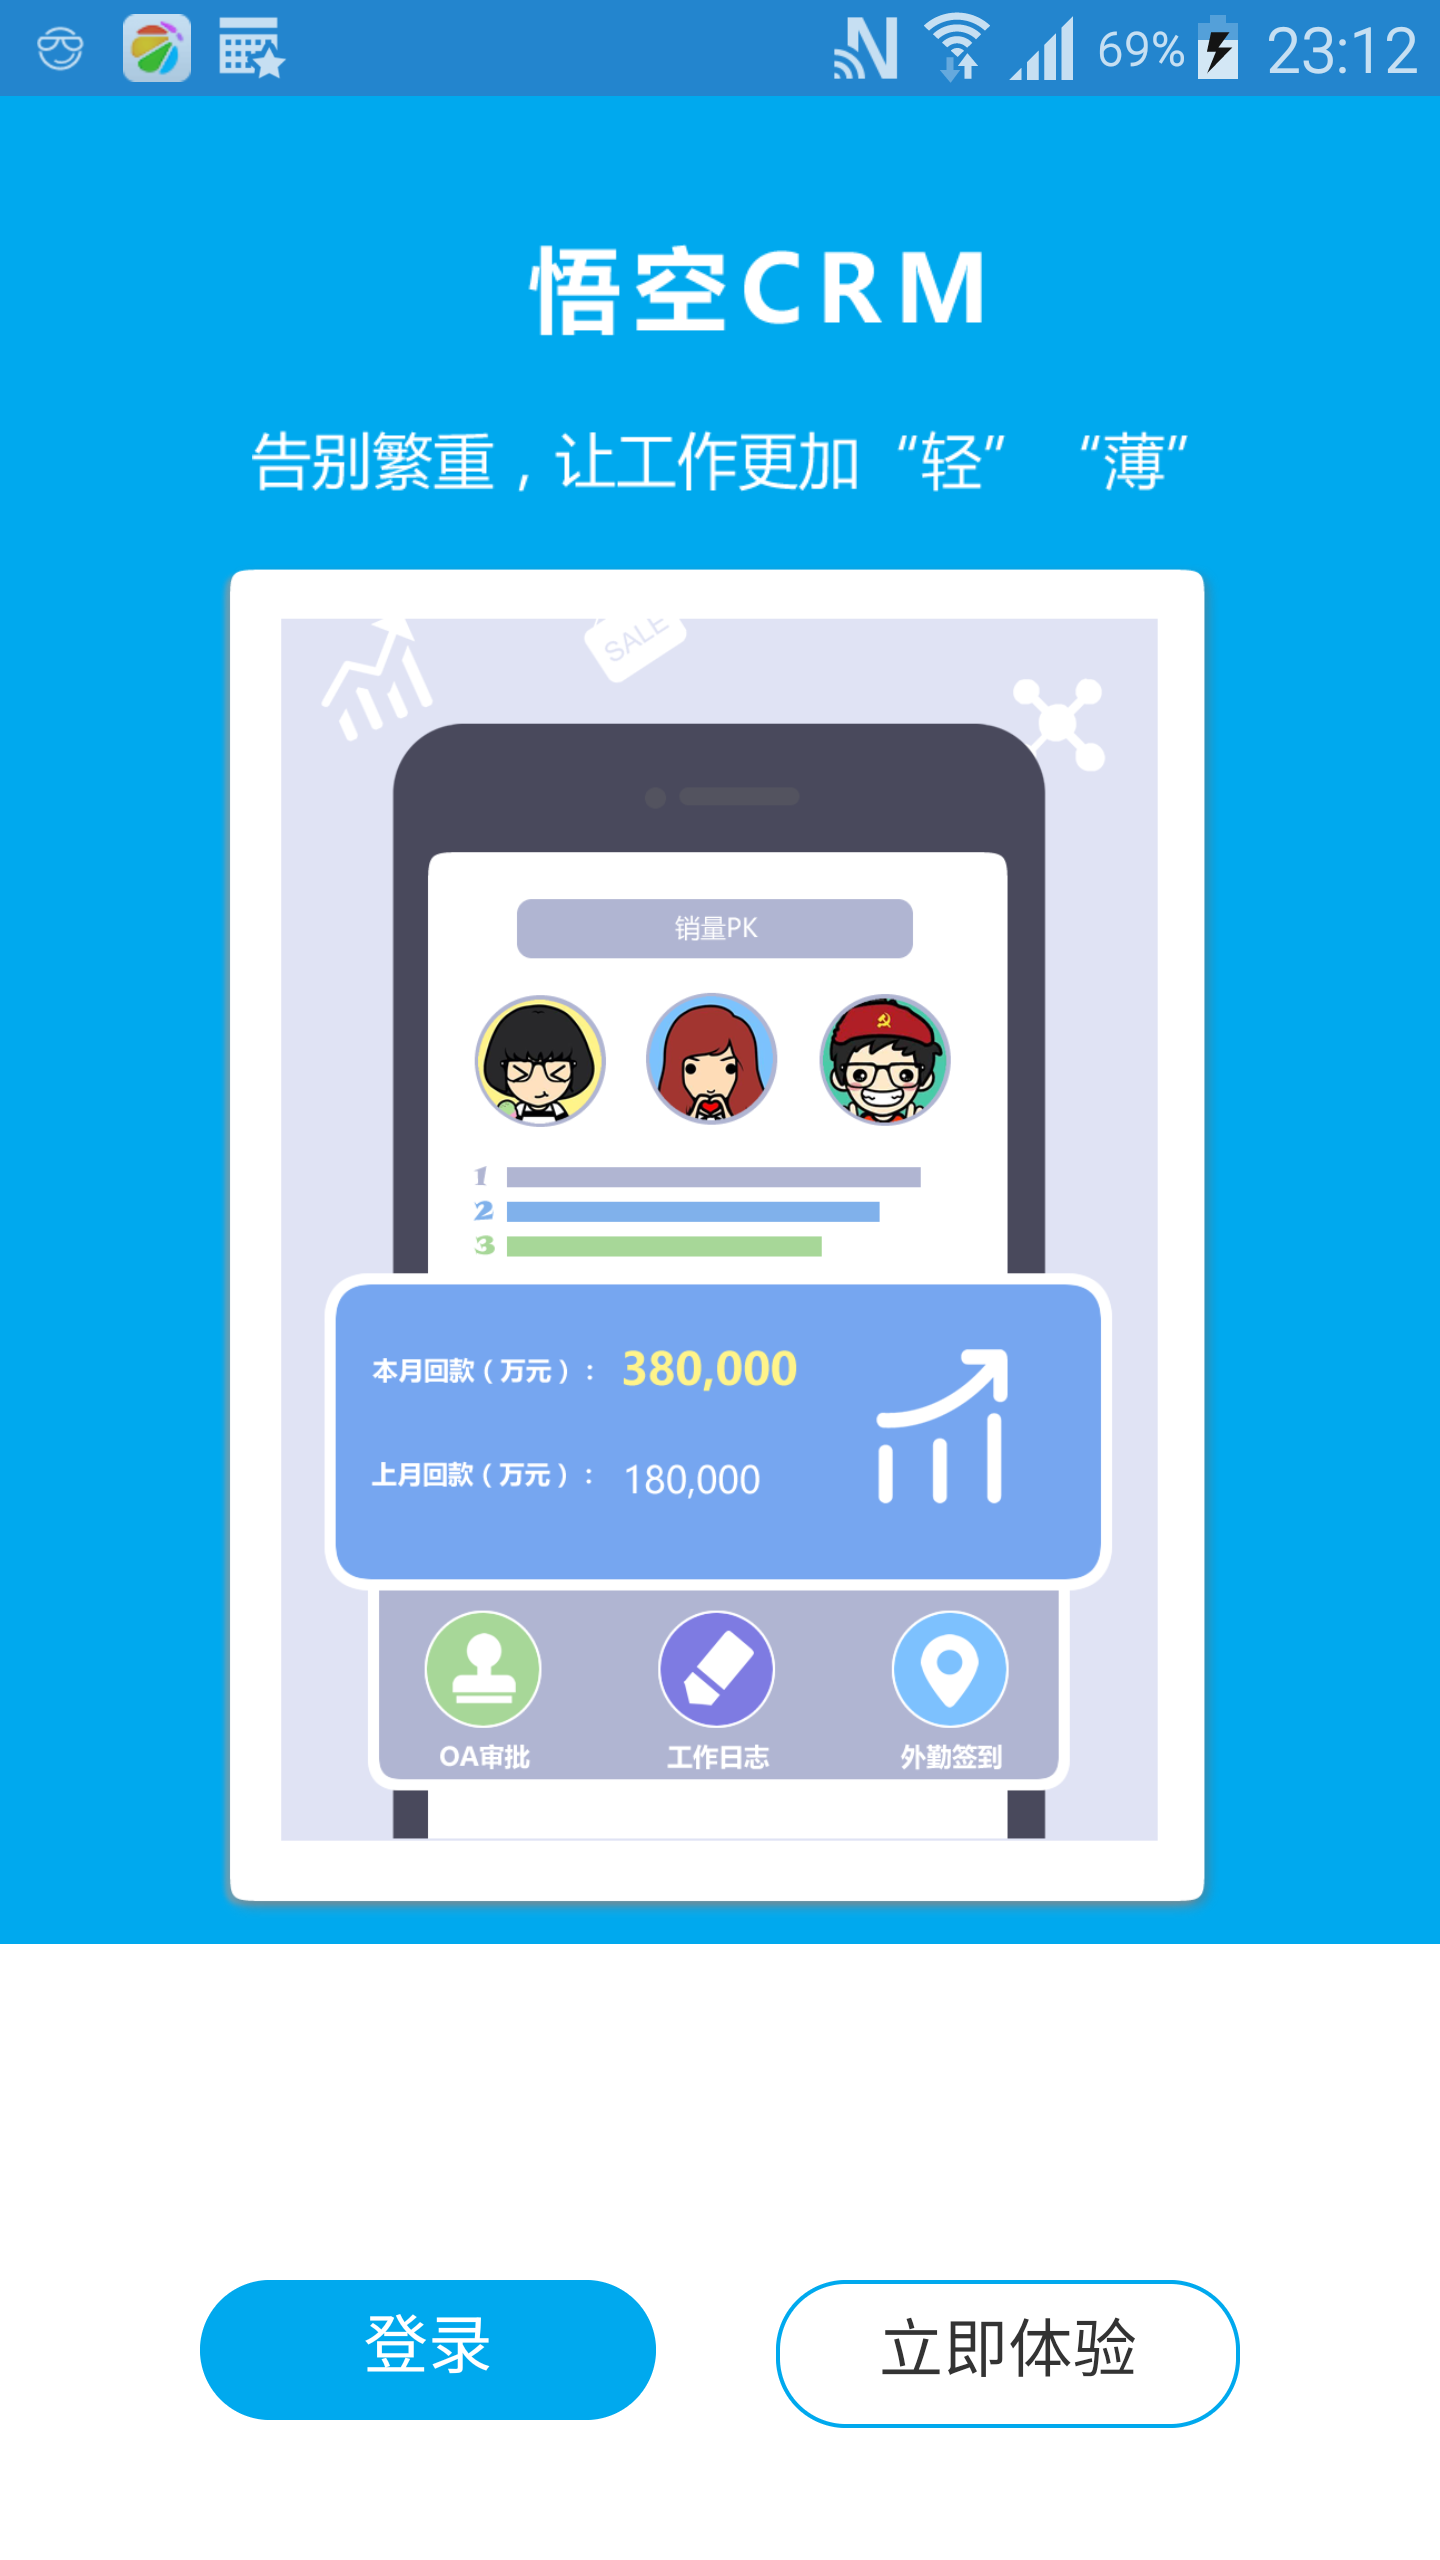 69% 23:12
悟空CRM
告别繁重，让工作更加“轻” “薄”
SALE
销量PK
1
2
3
本月回款（万元）： 380,000
上月回款（万元）： 180,000
OA审批 工作日志 外勤签到
登录 立即体验